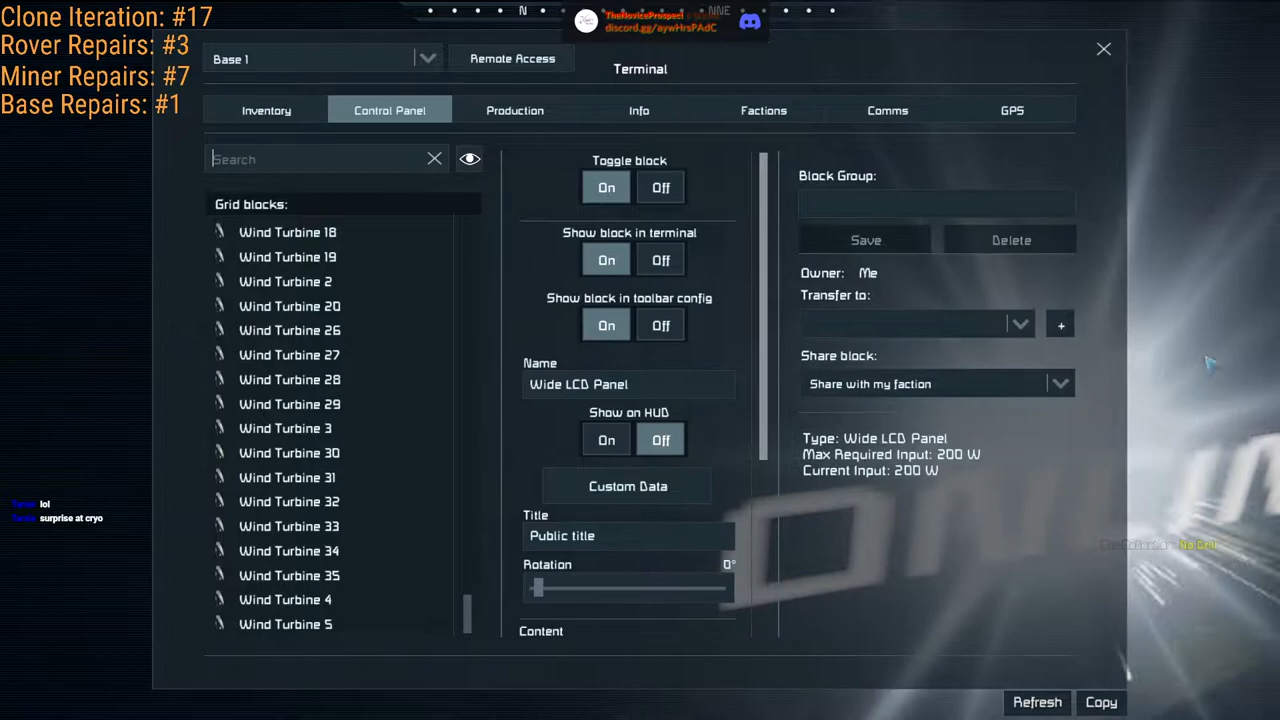 Clone Iteration: #17
Rover Repairs: #3
Miner Repairs: #7
Base Repairs: #1
N
NNE
TheNoviceProspect
discord.gg/aywHrsPAdC
Base 1
Remote Access
Terminal
Inventory
Control Panel
Production
Info
Factions
Comms
GPS
Search
Grid blocks:
Wind Turbine 18
Wind Turbine 19
Wind Turbine 2
Wind Turbine 20
Wind Turbine 26
Wind Turbine 27
Wind Turbine 28
Wind Turbine 29
Wind Turbine 3
Wind Turbine 30
Wind Turbine 31
Wind Turbine 32
Wind Turbine 33
Wind Turbine 34
Wind Turbine 35
Wind Turbine 4
Wind Turbine 5
Toggle block
On Off
Show block in terminal
On Off
Show block in toolbar config
On Off
Name
Wide LCD Panel
Show on HUD
On Off
Custom Data
Title
Public title
Rotation 0°
Content
Block Group:
Save Delete
Owner: Me
Transfer to:
+
Share block:
Share with my faction
Type: Wide LCD Panel
Max Required Input: 200 W
Current Input: 200 W
lol
surprise at cryo
Refresh Copy